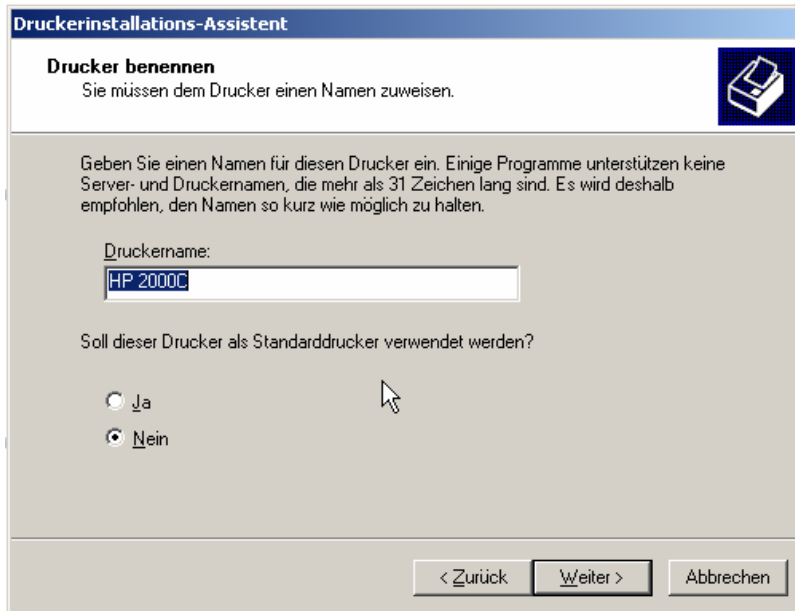 Druckerinstallations-Assistent
Drucker benennen
Sie müssen dem Drucker einen Namen zuweisen.
Geben Sie einen Namen für diesen Drucker ein. Einige Programme unterstützen keine
Server- und Druckernamen, die mehr als 31 Zeichen lang sind. Es wird deshalb
empfohlen, den Namen so kurz wie möglich zu halten.
Druckername:
HP 2000C
Soll dieser Drucker als Standarddrucker verwendet werden?
Ja
Nein
< Zurück Weiter > Abbrechen